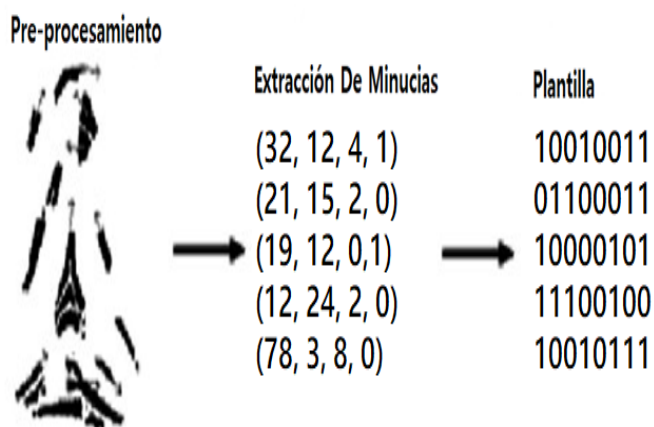 Pre-procesamiento
Extracción De Minucias
Plantilla
(32, 12, 4, 1)
10010011
(21, 15, 2, 0)
01100011
(19, 12, 0,1)
10000101
(12, 24, 2, 0)
11100100
(78, 3, 8, 0)
10010111